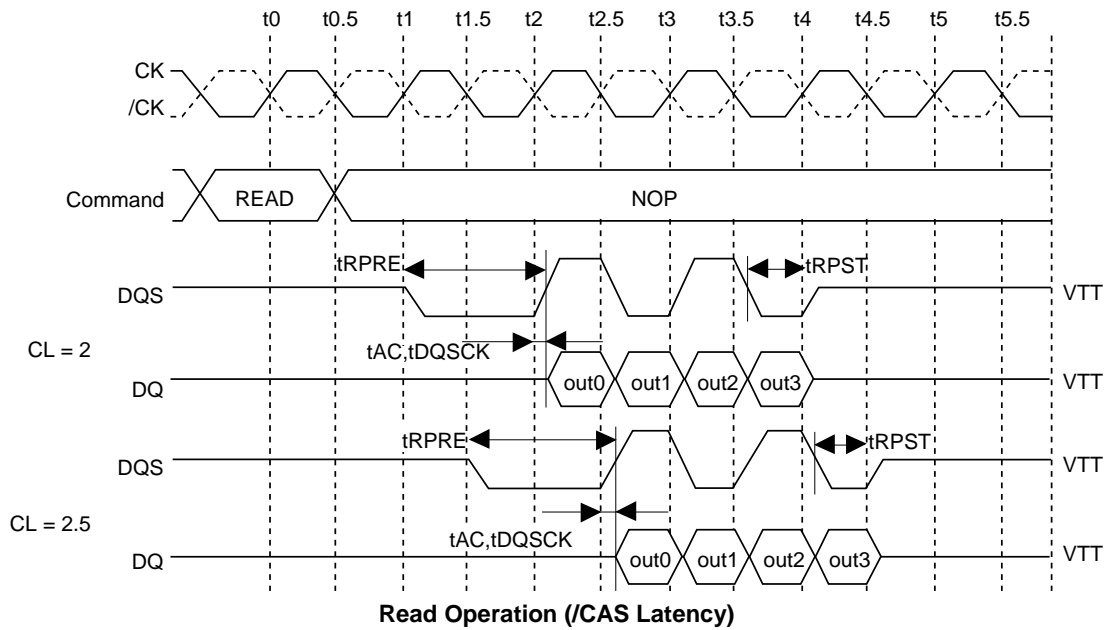 t0 t0.5 t1 t1.5 t2 t2.5 t3 t3.5 t4 t4.5 t5 t5.5
CK
/CK
Command READ NOP
tRPRE tRPST
DQS VTT
CL = 2
tAC,tDQSCK
DQ out0 out1 out2 out3 VTT
tRPRE tRPST
DQS VTT
CL = 2.5
tAC,tDQSCK
DQ out0 out1 out2 out3 VTT
Read Operation (/CAS Latency)